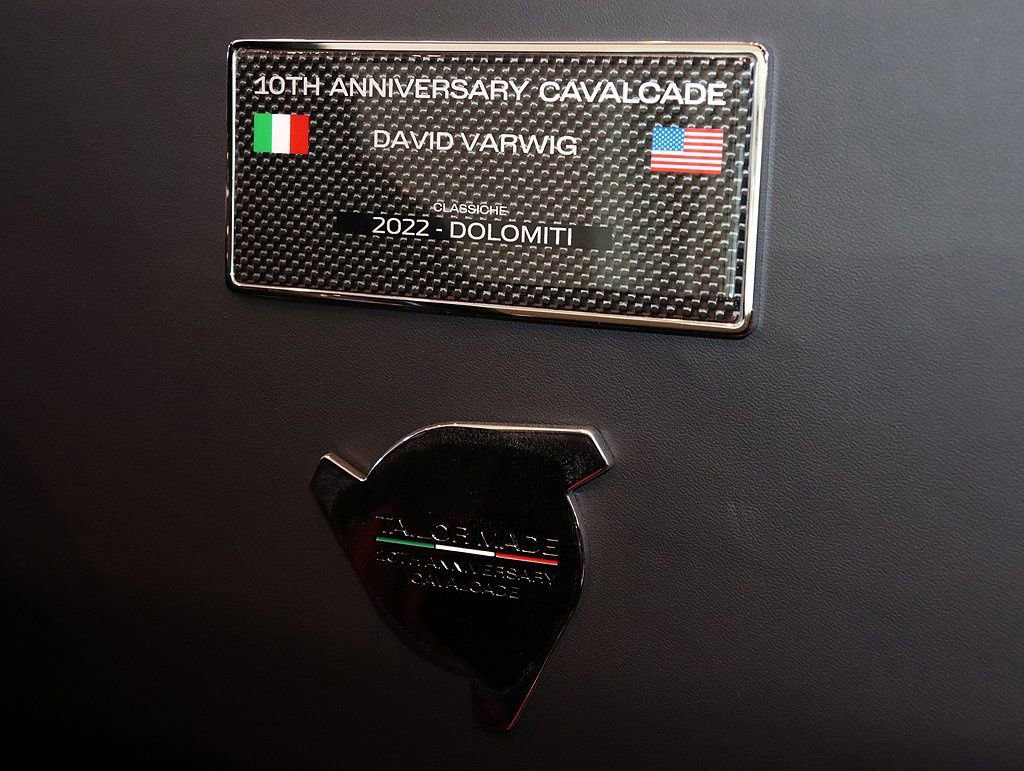 10TH ANNIVERSARY CAVALCADE
DAVID VARWIG
CLASSICHE
2022 - DOLOMITI
TAILOR MADE
10TH ANNIVERSARY
CAVALCADE